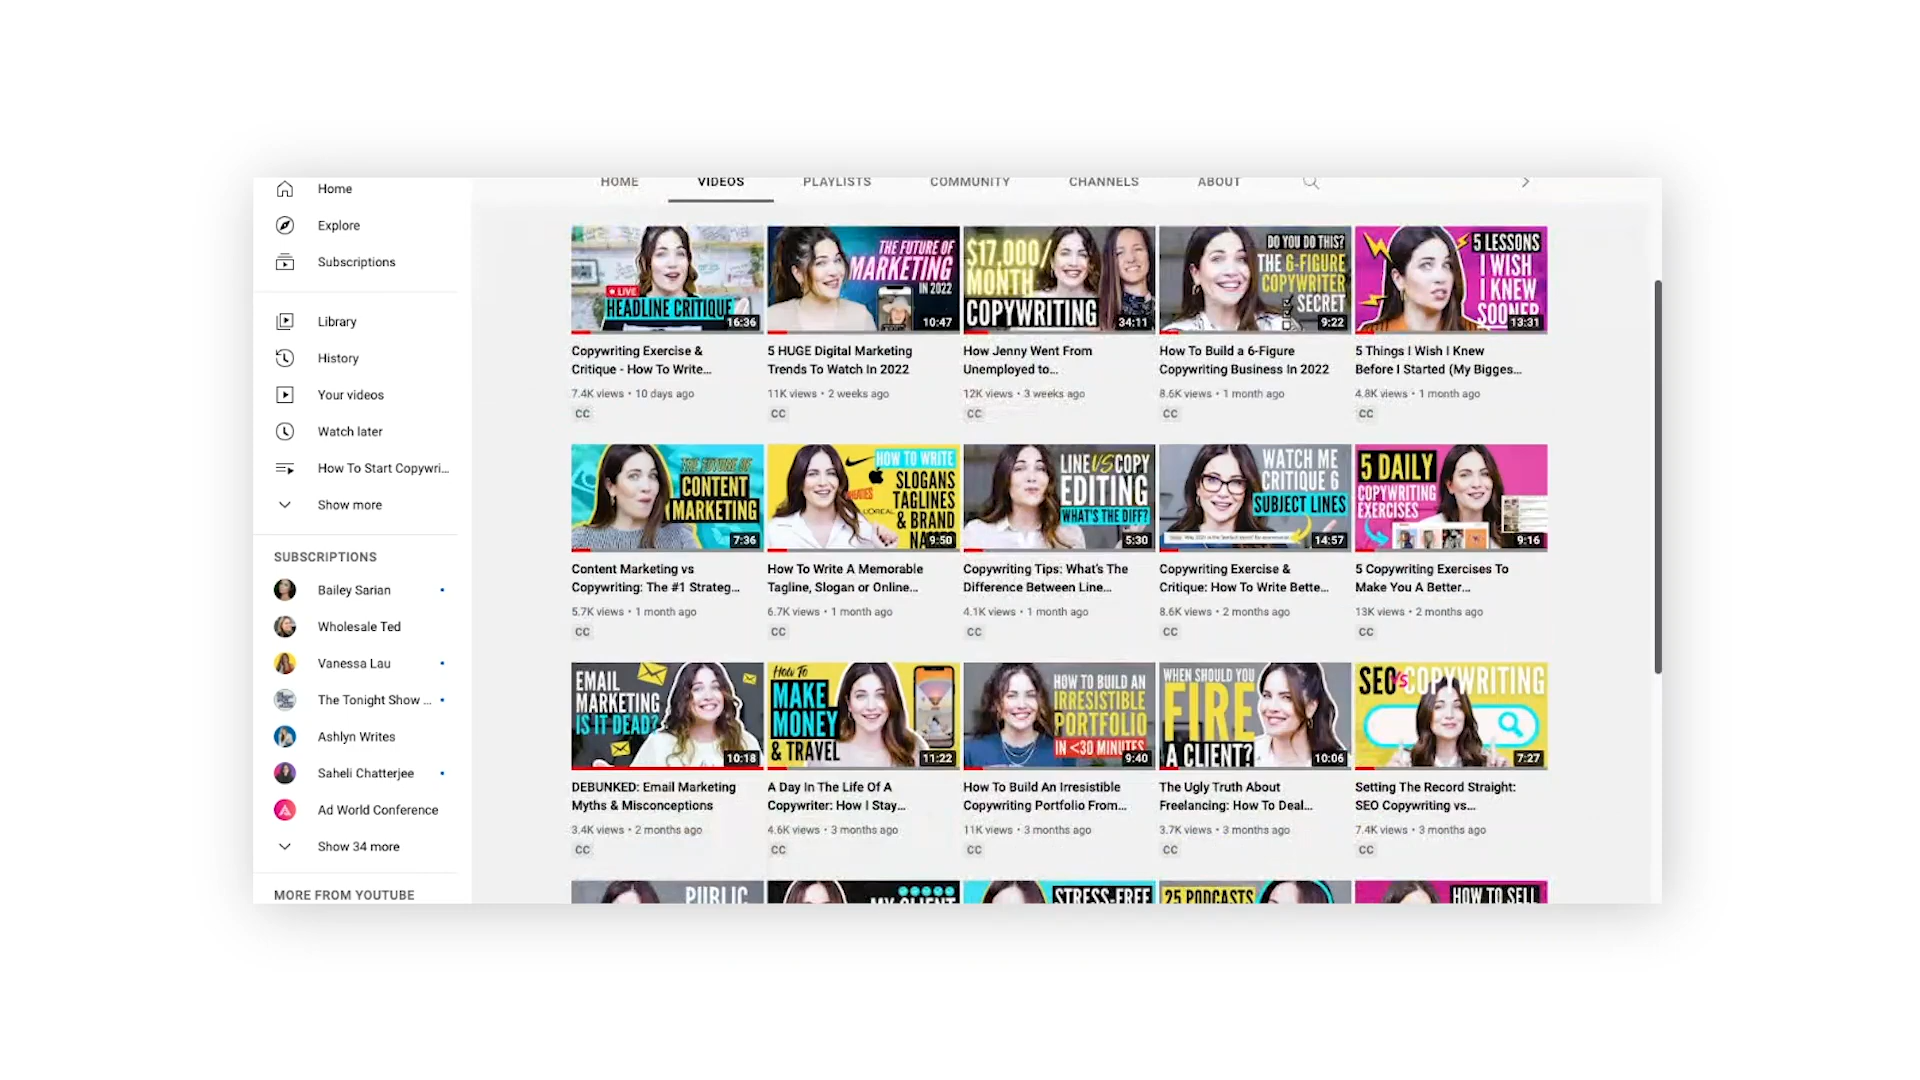 Home
Explore
Subscriptions
Library
History
Your videos
Watch later
How To Start Copywri...
Show more
SUBSCRIPTIONS
Bailey Sarian
Wholesale Ted
Vanessa Lau
The Tonight Show ...
Ashlyn Writes
Saheli Chatterjee
Ad World Conference
Show 34 more
MORE FROM YOUTUBE
HOME VIDEOS PLAYLISTS COMMUNITY CHANNELS ABOUT
LIVE
HEADLINE CRITIQUE
16:36
Copywriting Exercise &
Critique - How To Write...
7.4K views • 10 days ago
CC
THE FUTURE OF
MARKETING
IN 2022
10:47
5 HUGE Digital Marketing
Trends To Watch In 2022
11K views • 2 weeks ago
CC
$17,000/
MONTH
COPYWRITING
34:11
How Jenny Went From
Unemployed to...
12K views • 3 weeks ago
CC
DO YOU DO THIS?
THE 6-FIGURE
COPYWRITER
SECRET
9:22
How To Build a 6-Figure
Copywriting Business In 2022
8.6K views • 1 month ago
CC
5 LESSONS
I WISH
I KNEW
SOONER
13:31
5 Things I Wish I Knew
Before I Started (My Bigges...
4.8K views • 1 month ago
CC
THE FUTURE OF
CONTENT
MARKETING
7:36
Content Marketing vs
Copywriting: The #1 Strateg...
5.7K views • 1 month ago
CC
HOW TO WRITE
SLOGANS
TAGLINES
& BRAND
9:50
How To Write A Memorable
Tagline, Slogan or Online...
6.7K views • 1 month ago
CC
LINE VS COPY
EDITING
WHAT'S THE DIFF?
5:30
Copywriting Tips: What's The
Difference Between Line...
4.1K views • 1 month ago
CC
WATCH ME
CRITIQUE 6
SUBJECT LINES
14:57
Copywriting Exercise &
Critique: How To Write Bette...
8.6K views • 2 months ago
CC
5 DAILY
COPYWRITING
EXERCISES
9:16
5 Copywriting Exercises To
Make You A Better...
13K views • 2 months ago
CC
EMAIL
MARKETING
IS IT DEAD?
10:18
DEBUNKED: Email Marketing
Myths & Misconceptions
3.4K views • 2 months ago
CC
How To
MAKE
MONEY
& TRAVEL
11:22
A Day In The Life Of A
Copywriter: How I Stay...
4.6K views • 3 months ago
CC
HOW TO BUILD AN
IRRESISTIBLE
PORTFOLIO
IN <30 MINUTES
9:40
How To Build An Irresistible
Copywriting Portfolio From...
11K views • 3 months ago
CC
WHEN SHOULD YOU
FIRE
A CLIENT?
10:06
The Ugly Truth About
Freelancing: How To Deal...
3.7K views • 3 months ago
CC
SEO VS COPYWRITING
7:27
Setting The Record Straight:
SEO Copywriting vs...
7.4K views • 3 months ago
CC
PUBLIC
MY CLIENT
STRESS-FREE
25 PODCASTS
HOW TO SELL